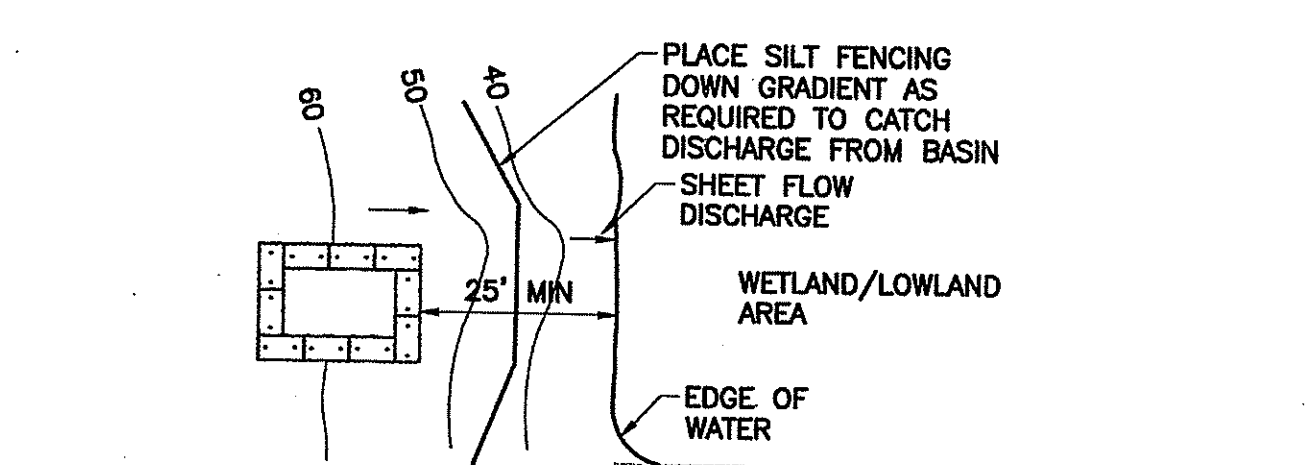 PLACE SILT FENCING
DOWN GRADIENT AS
REQUIRED TO CATCH
DISCHARGE FROM BASIN
60
50
40
SHEET FLOW
DISCHARGE
25' MIN
WETLAND/LOWLAND
AREA
EDGE OF
WATER